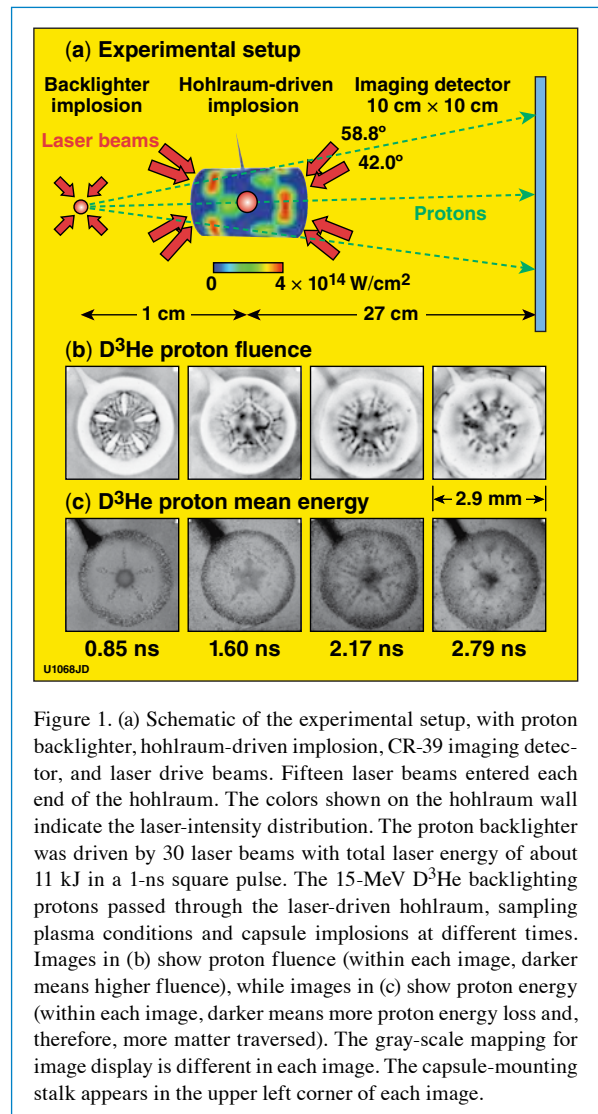 (a) Experimental setup
Backlighter implosion
Hohlraum-driven implosion
Imaging detector
10 cm × 10 cm
Laser beams
58.8º
42.0º
Protons
0
4 × 10¹⁴ W/cm²
1 cm
27 cm
(b) D³He proton fluence
(c) D³He proton mean energy
2.9 mm
0.85 ns
1.60 ns
2.17 ns
2.79 ns
U1068JD
Figure 1. (a) Schematic of the experimental setup, with proton
backlighter, hohlraum-driven implosion, CR-39 imaging detec-
tor, and laser drive beams. Fifteen laser beams entered each
end of the hohlraum. The colors shown on the hohlraum wall
indicate the laser-intensity distribution. The proton backlighter
was driven by 30 laser beams with total laser energy of about
11 kJ in a 1-ns square pulse. The 15-MeV D³He backlighting
protons passed through the laser-driven hohlraum, sampling
plasma conditions and capsule implosions at different times.
Images in (b) show proton fluence (within each image, darker
means higher fluence), while images in (c) show proton energy
(within each image, darker means more proton energy loss and,
therefore, more matter traversed). The gray-scale mapping for
image display is different in each image. The capsule-mounting
stalk appears in the upper left corner of each image.